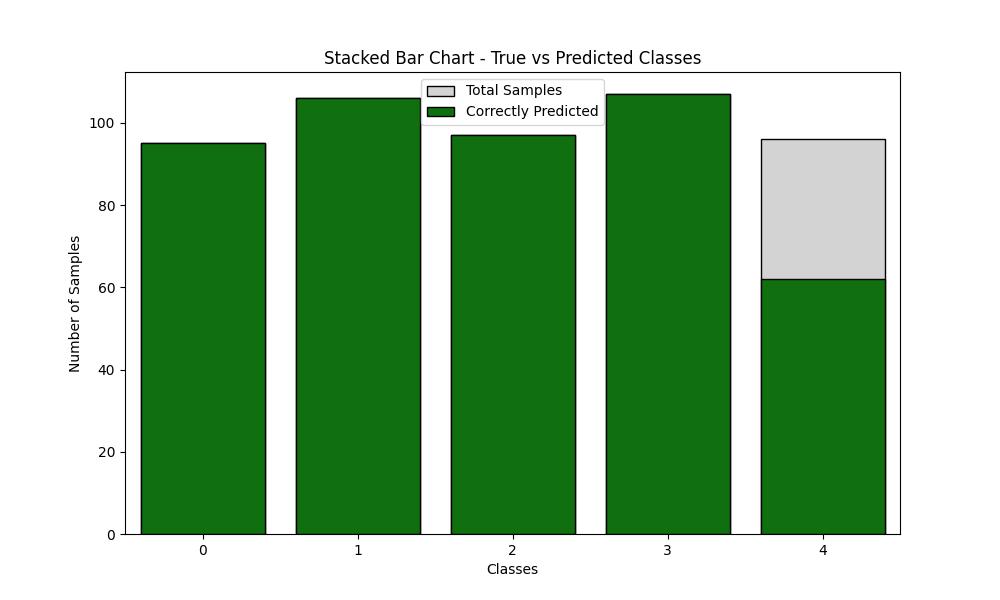 Stacked Bar Chart - True vs Predicted Classes
Total Samples
Correctly Predicted
Number of Samples
100
80
60
40
20
0
0 1 2 3 4
Classes